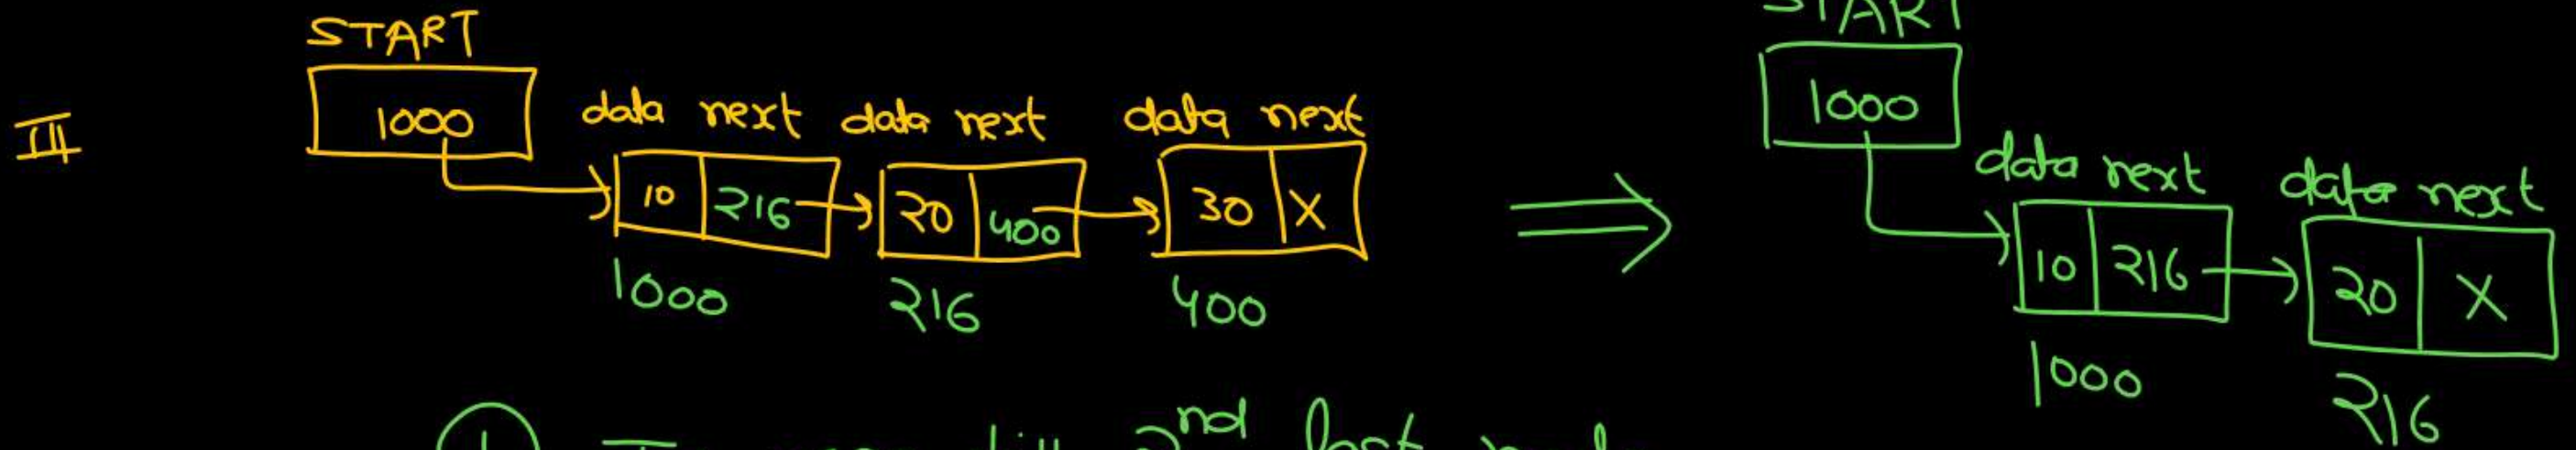 START
START
III
1000
data next data next data next
1000
data next data next
10 216 20 400 30 X
10 216 20 X
1000 216 400
1000
216
1
2nd last